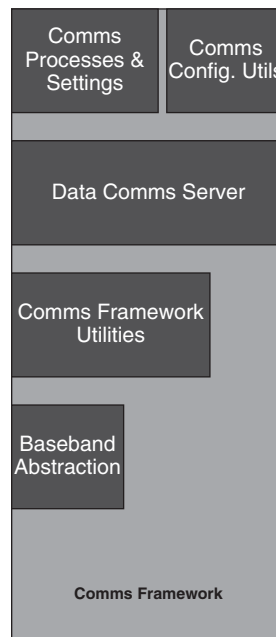 Comms
Processes &
Settings
Comms
Config. Utils
Data Comms Server
Comms Framework
Utilities
Baseband
Abstraction
Comms Framework